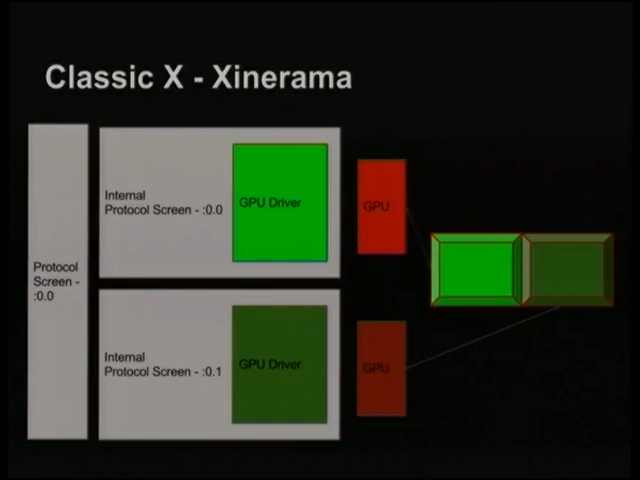 Classic X - Xinerama
Protocol
Screen -
:0.0
Internal
Protocol Screen - :0.0
GPU Driver
GPU
Internal
Protocol Screen - :0.1
GPU Driver
GPU